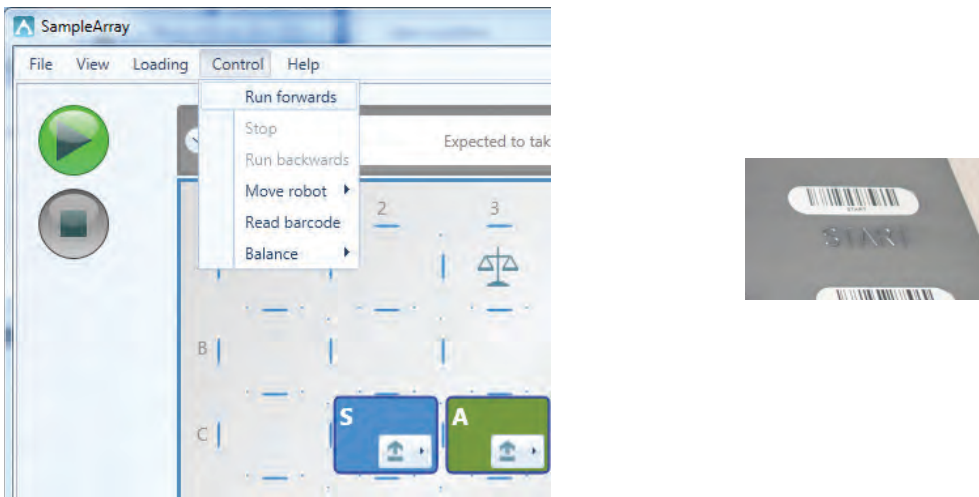 SampleArray
File View Loading Control Help
Run forwards
Stop
Run backwards
Move robot
Read barcode
Balance
Expected to tak
2 3
B
S A
C
START
START